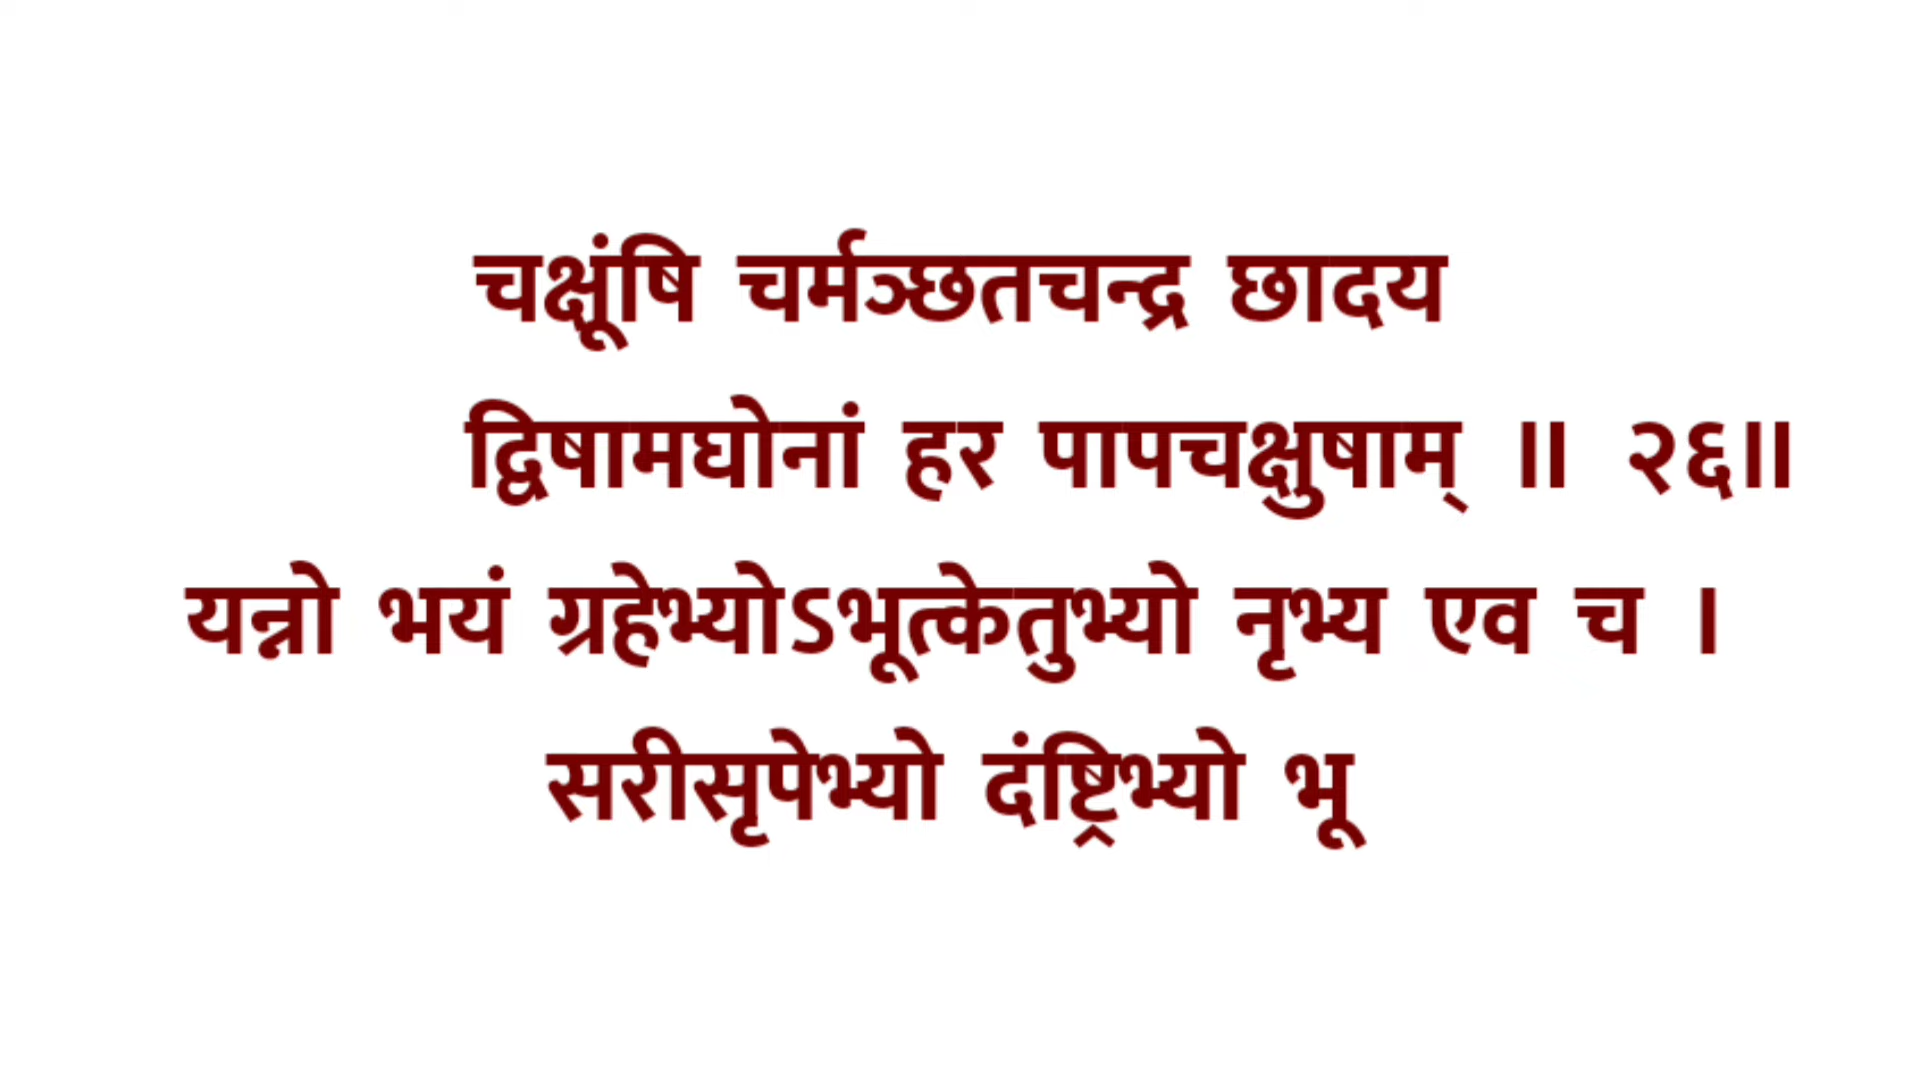 चक्षूंषि चर्मञ्छतचन्द्र छादय
द्विषामघोनां हर पापचक्षुषाम् ॥ २६॥
यन्नो भयं ग्रहेभ्योऽभूत्केतुभ्यो नृभ्य एव च ।
सरीसृपेभ्यो दंष्ट्रिभ्यो भू